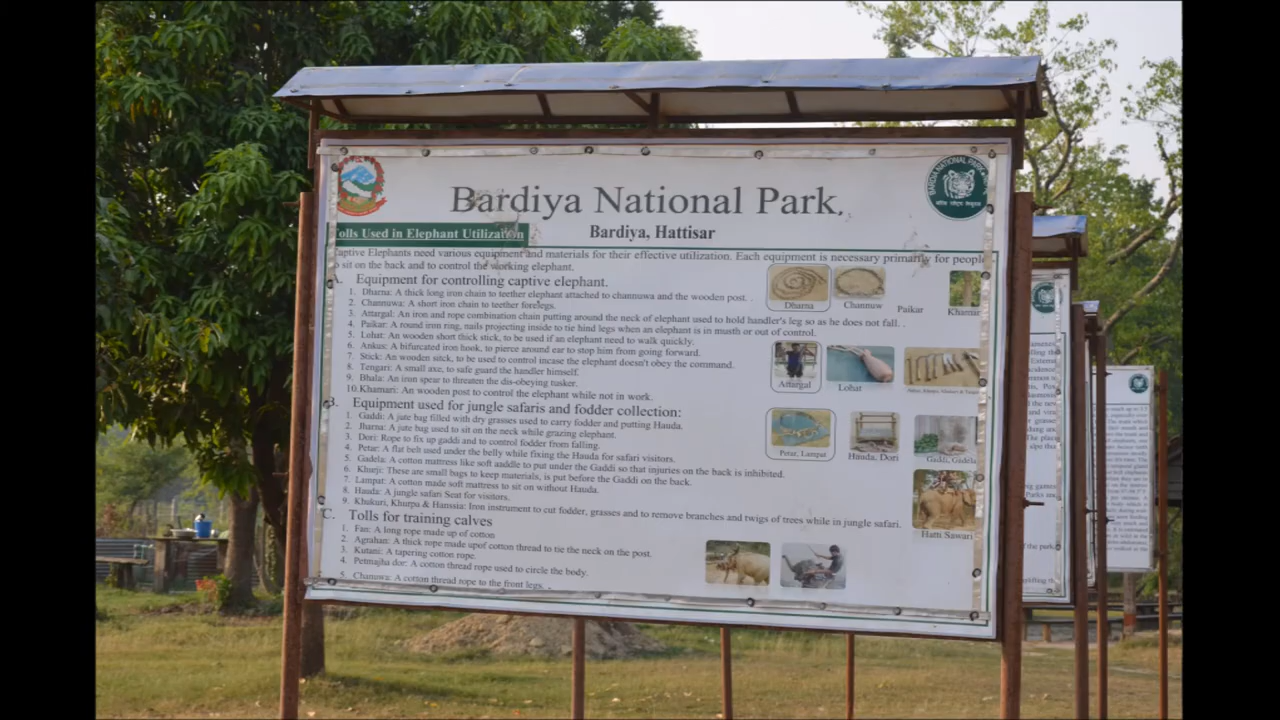 Bardiya National Park.
BARDIA NATIONAL PARK
Tolls Used in Elephant Utilization
Bardiya, Hattisar
Captive Elephants need various equipment and materials for their effective utilization. Each equipment is necessary primarily for people
to sit on the back and to control the working elephant.
A. Equipment for controlling captive elephant.
1. Dharna: A thick long iron chain to teether elephant attached to channuwa and the wooden post. .
2. Channuwa: A short iron chain to teether forelegs.
3. Attargal: An iron and rope combination chain putting around the neck of elephant used to hold handler's leg so as he does not fall. .
4. Paikar: A round iron ring, nails projecting inside to tie hind legs when an elephant is in musth or out of control.
5. Lohat: An wooden short thick stick, to be used if an elephant need to walk quickly.
6. Ankus: A bifurcated iron hook, to pierce around ear to stop him from going forward.
7. Stick: An wooden sitck, to be used to control incase the elephant doesn't obey the command.
8. Tengari: A small axe, to safe guard the handler himself.
9. Bhala: An iron spear to threaten the dis-obeying tusker.
10. Khamari: An wooden post to control the elephant while not in work.
Dharna
Channuw
Paikar
Khamar
Attargal
Lohat
B. Equipment used for jungle safaris and fodder collection:
1. Gaddi: A jute bag filled with dry grasses used to carry fodder and putting Hauda.
2. Jharna: A jute bag used to sit on the neck while grazing elephant.
3. Dori: Rope to fix up gaddi and to control fodder from falling.
4. Petar: A flat belt used under the belly while fixing the Hauda for safari visitors.
5. Gadela: A cotton mattress like soft saddle to put under the Gaddi so that injuries on the back is inhibited.
6. Khurji: These are small bags to keep materials, is put before the Gaddi on the back.
7. Lampat: A cotton made soft mattress to sit on without Hauda.
8. Hauda: A jungle safari Seat for visitors.
9. Khukuri, Khurpa & Hanssia: Iron instrument to cut fodder, grasses and to remove branches and twigs of trees while in jungle safari.
Petar, Lampat
Hauda, Dori
Gaddi, Gadela
Hatti Sawari
C. Tolls for training calves
1. Fan: A long rope made up of cotton
2. Agrahan: A thick rope made upof cotton thread to tie the neck on the post.
3. Kutani: A tapering cotton rope.
4. Petmajha dor: A cotton thread rope used to circle the body.
5. Chanuwa: A cotton thread rope to the front legs. .